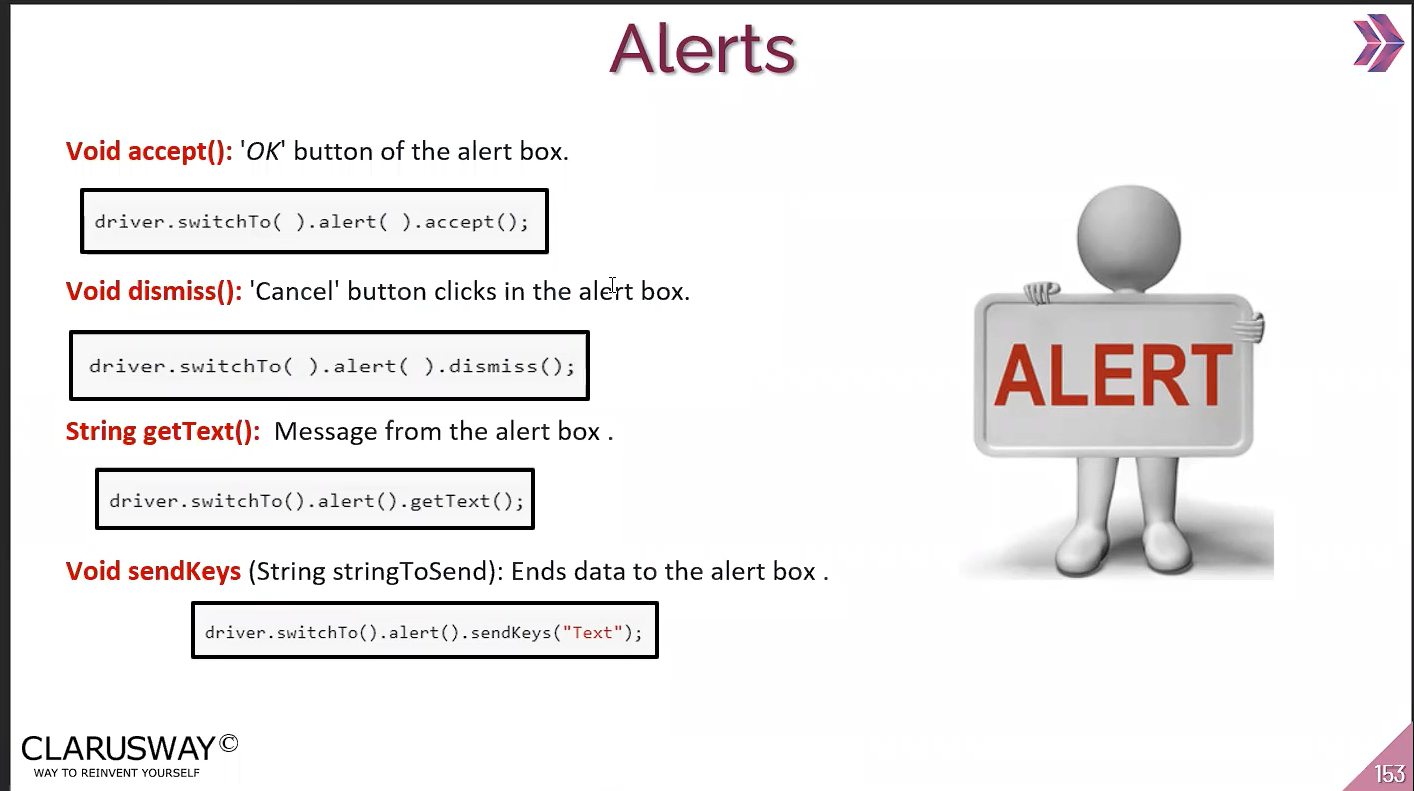 Alerts
Void accept(): 'OK' button of the alert box.
driver.switchTo( ).alert( ).accept();
Void dismiss(): 'Cancel' button clicks in the alert box.
driver.switchTo( ).alert( ).dismiss();
String getText(): Message from the alert box .
driver.switchTo().alert().getText();
Void sendKeys (String stringToSend): Ends data to the alert box .
driver.switchTo().alert().sendKeys("Text");
ALERT
CLARUSWAY©
WAY TO REINVENT YOURSELF
153